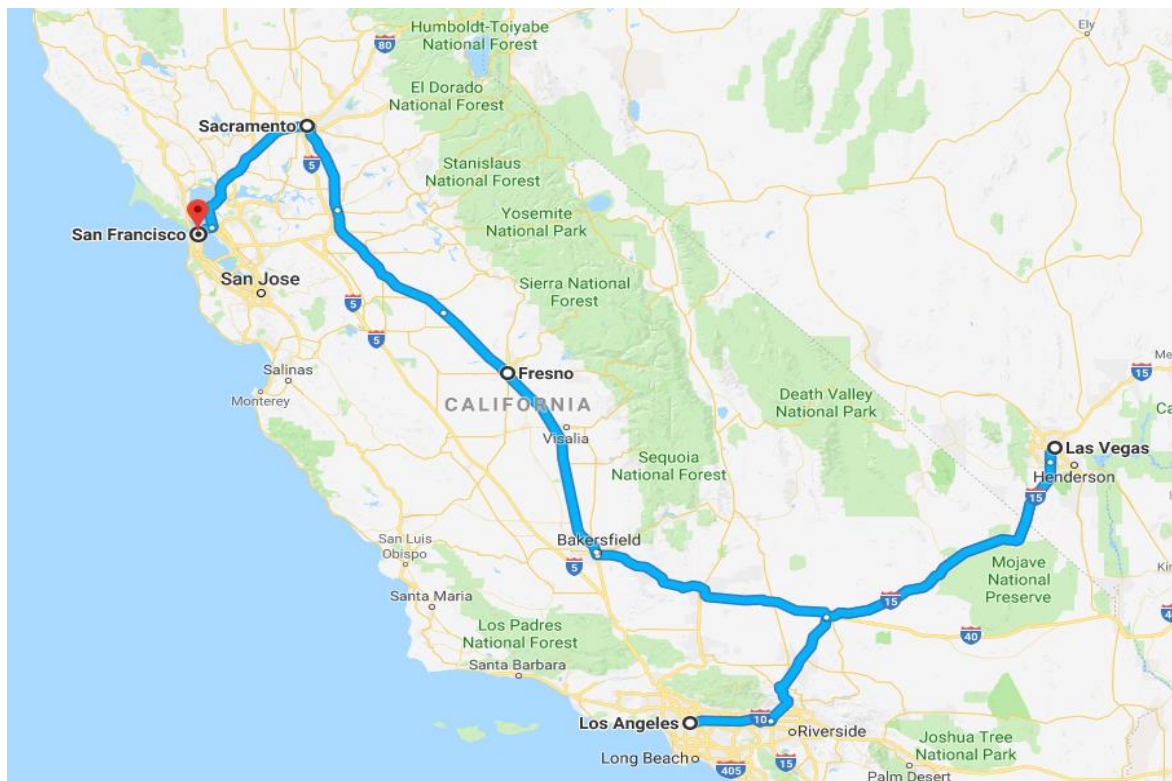 Humboldt-Toiyabe
National Forest
Ely
80
El Dorado
National Forest
Sacramento
5
Stanislaus
National Forest
Yosemite
National Park
San Francisco
San Jose
Sierra National
Forest
5
5
15
Fresno
Salinas
Monterey
CALIFORNIA
Death Valley
National Park
Visalia
Las Vegas
Henderson
Sequoia
National Forest
15
Bakersfield
San Luis
Obispo
5
Mojave
National
Preserve
Santa Maria
15
40
Los Padres
National Forest
Santa Barbara
Los Angeles
10
Riverside
Long Beach
Joshua Tree
National Park
405
15
Palm Desert